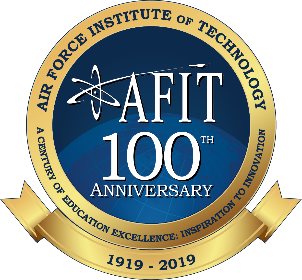 AIR FORCE INSTITUTE OF TECHNOLOGY
AFIT
100TH
ANNIVERSARY
A CENTURY OF EDUCATION EXCELLENCE: INSPIRATION TO INNOVATION
1919 - 2019